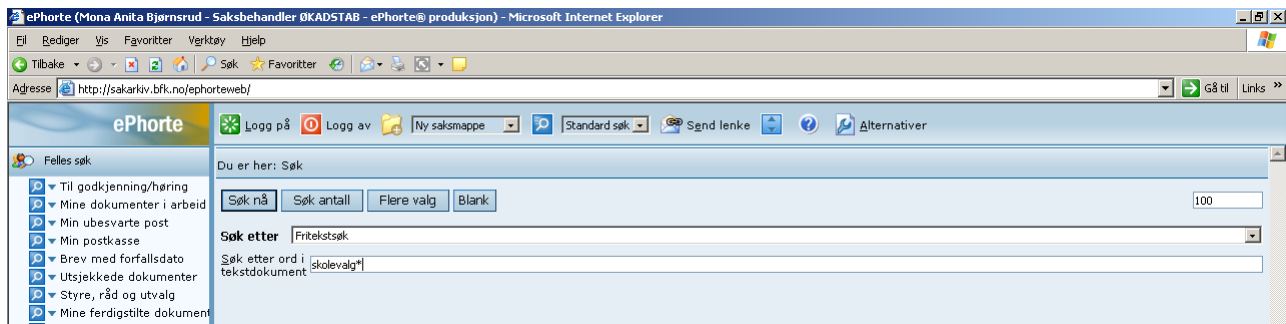 ePhorte (Mona Anita Bjørnsrud - Saksbehandler ØKADSTAB - ePhorte® produksjon) - Microsoft Internet Explorer
Fil Rediger Vis Favoritter Verktøy Hjelp
Tilbake Søk Favoritter
Adresse http://sakarkiv.bfk.no/ephorteweb/ Gå til Links »
ePhorte Logg på Logg av Ny saksmappe Standard søk Send lenke Alternativer
Felles søk
Du er her: Søk
Til godkjenning/høring
Mine dokumenter i arbeid
Min ubesvarte post
Min postkasse
Brev med forfallsdato
Utsjekkede dokumenter
Styre, råd og utvalg
Mine ferdigstilte dokument
Søk nå Søk antall Flere valg Blank 100
Søk etter Fritekstsøk
Søk etter ord i
tekstdokument skolevalg*